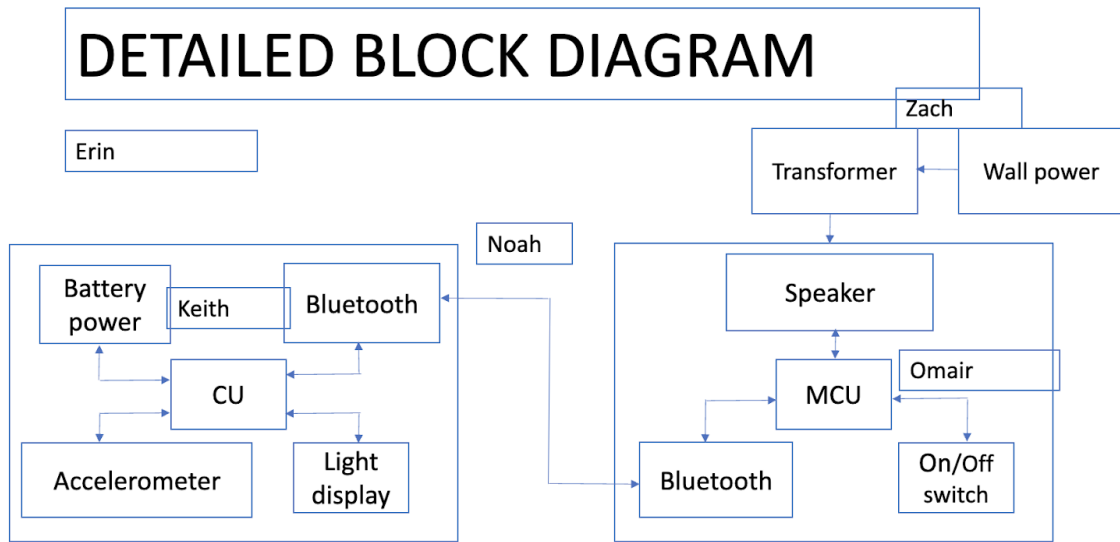 DETAILED BLOCK DIAGRAM
Zach
Erin
Transformer
Wall power
Noah
Battery
power
Keith
Bluetooth
Speaker
CU
Omair
MCU
Accelerometer
Light
display
Bluetooth
On/Off
switch